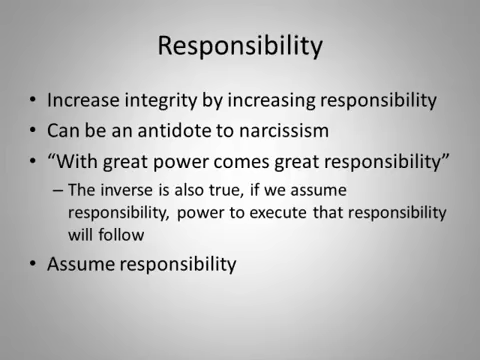 Responsibility
• Increase integrity by increasing responsibility
• Can be an antidote to narcissism
• “With great power comes great responsibility”
– The inverse is also true, if we assume
responsibility, power to execute that responsibility
will follow
• Assume responsibility